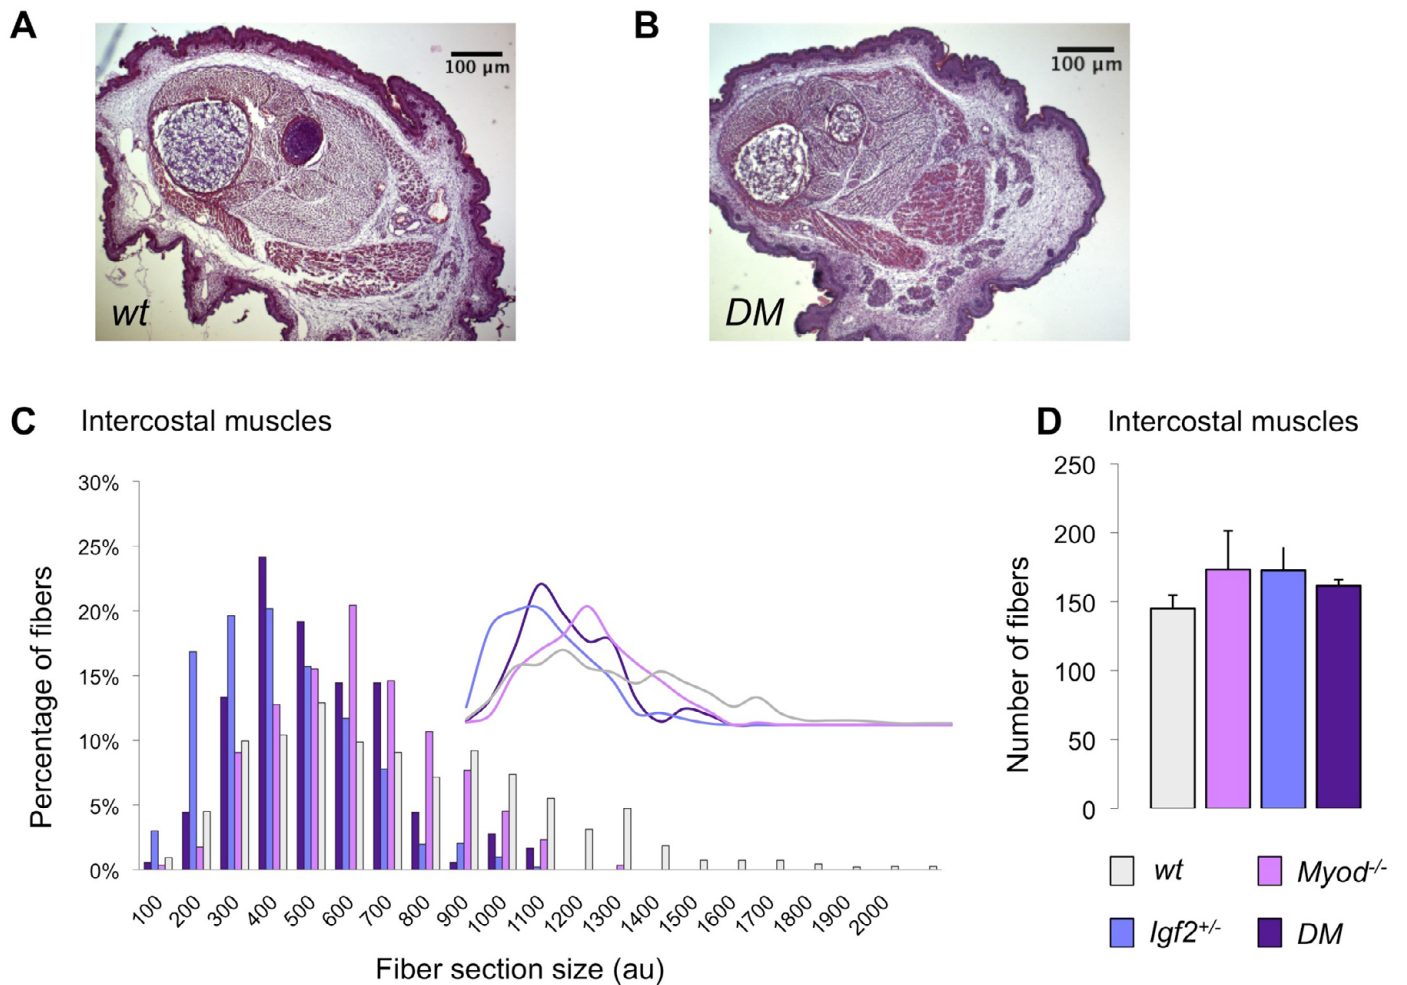 A
B
100 µm
100 µm
wt
DM
C Intercostal muscles
D Intercostal muscles
30%
25%
20%
15%
10%
5%
0%
Percentage of fibers
100 200 300 400 500 600 700 800 900 1000 1100 1200 1300 1400 1500 1600 1700 1800 1900 2000
Fiber section size (au)
250
200
150
100
50
0
Number of fibers
wt
Myod-/-
Igf2+/-
DM